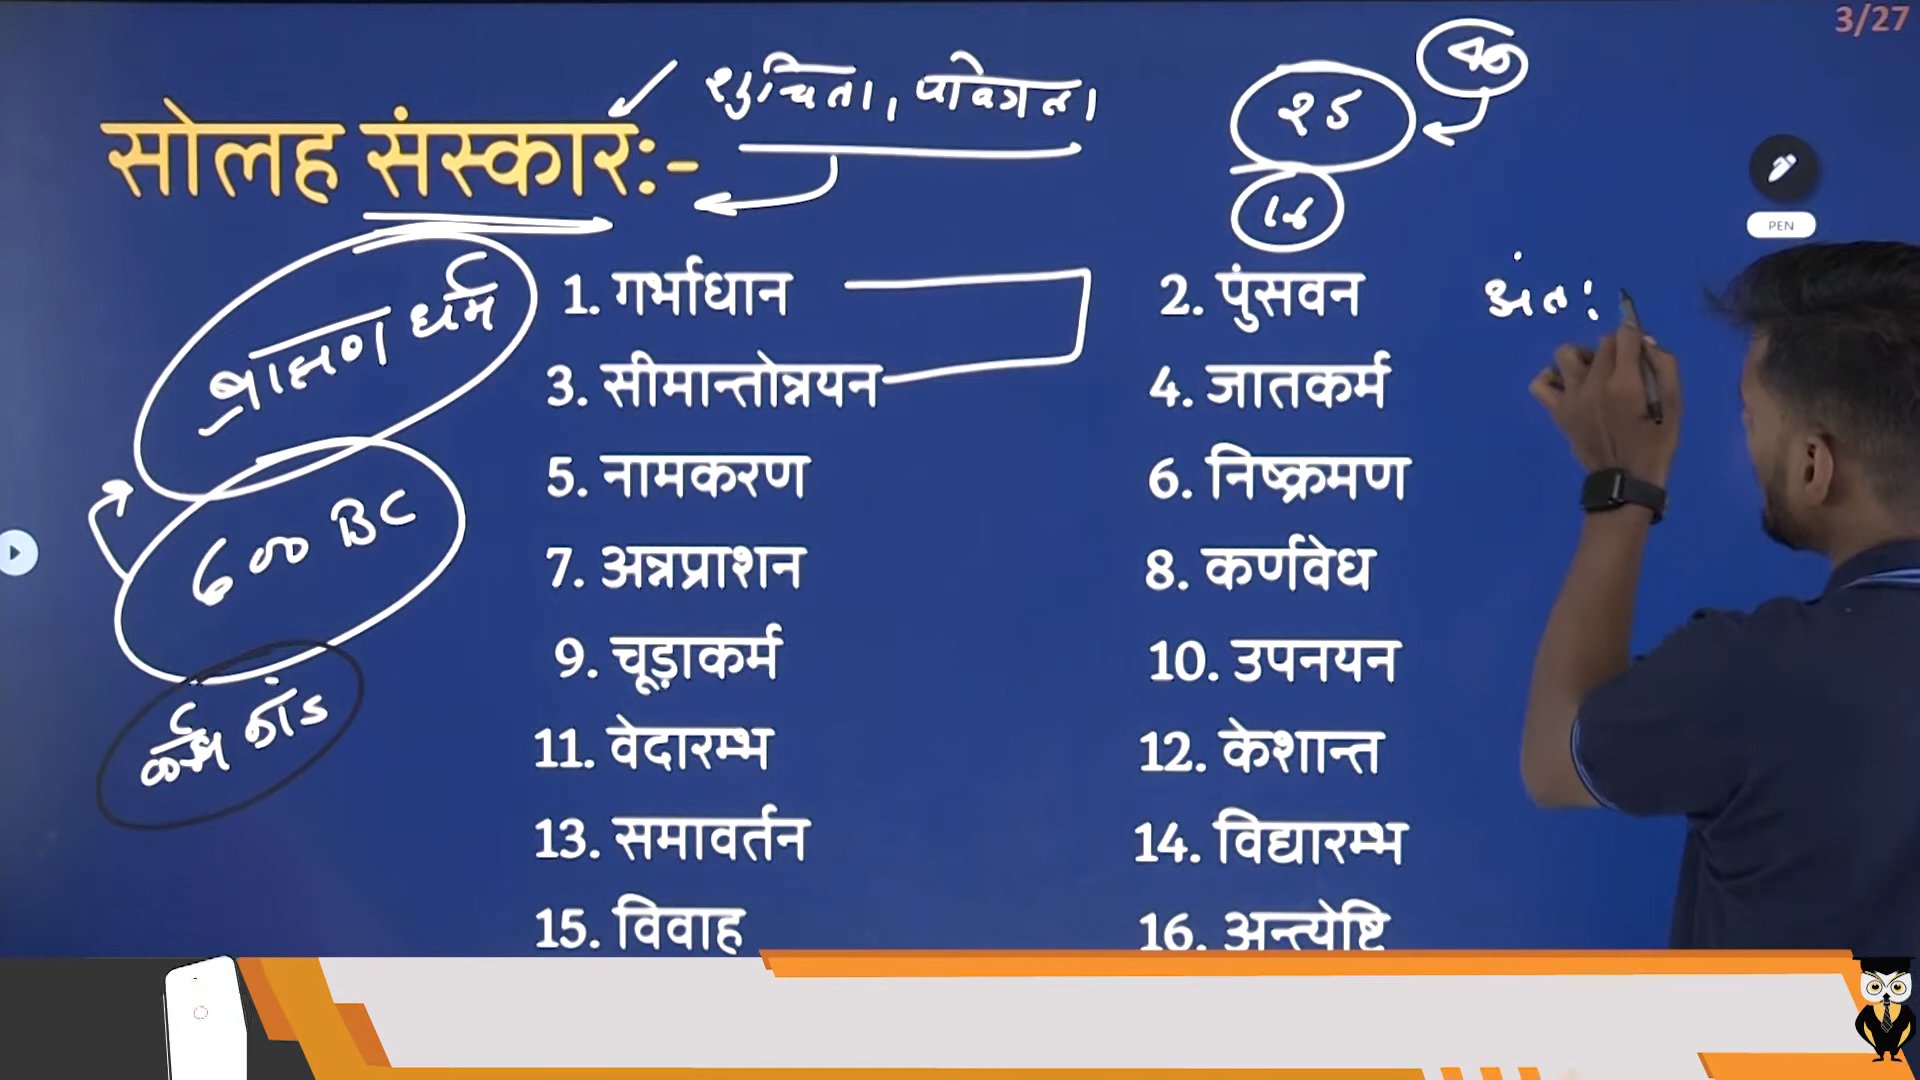 3/27
सोलह संस्कार:- शुचिता, पवित्रता 40
16
PEN
ब्राह्मण धर्म
1. गर्भाधान 2. पुंसवन अंत:
3. सीमान्तोन्नयन 4. जातकर्म
5. नामकरण 6. निष्क्रमण
600 BC
7. अन्नप्राशन 8. कर्णवेध
9. चूड़ाकर्म 10. उपनयन
कर्म कांड
11. वेदारम्भ 12. केशान्त
13. समावर्तन 14. विद्यारम्भ
15. विवाह 16. अन्त्येष्टि